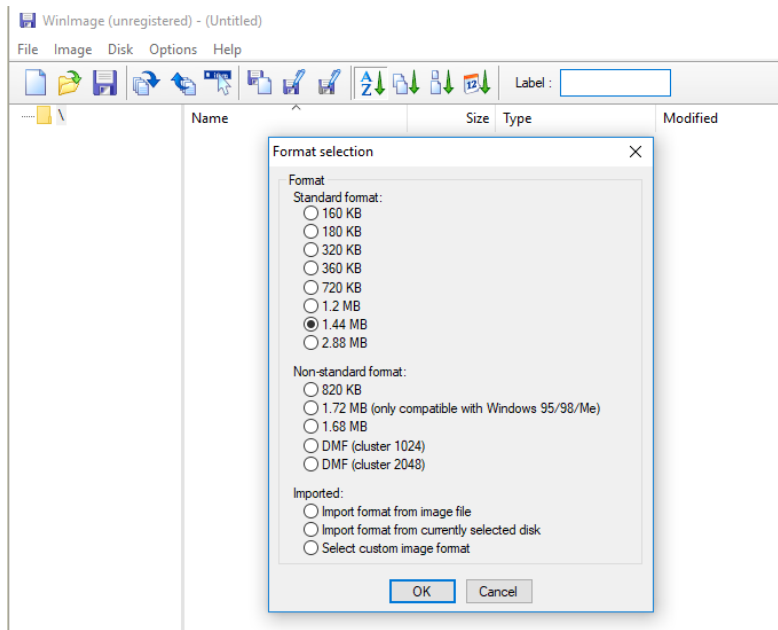 WinImage (unregistered) - (Untitled)
File Image Disk Options Help
A Z 12 Label :
\ Name Size Type Modified
Format selection
Format
Standard format:
160 KB
180 KB
320 KB
360 KB
720 KB
1.2 MB
1.44 MB
2.88 MB
Non-standard format:
820 KB
1.72 MB (only compatible with Windows 95/98/Me)
1.68 MB
DMF (cluster 1024)
DMF (cluster 2048)
Imported:
Import format from image file
Import format from currently selected disk
Select custom image format
OK Cancel